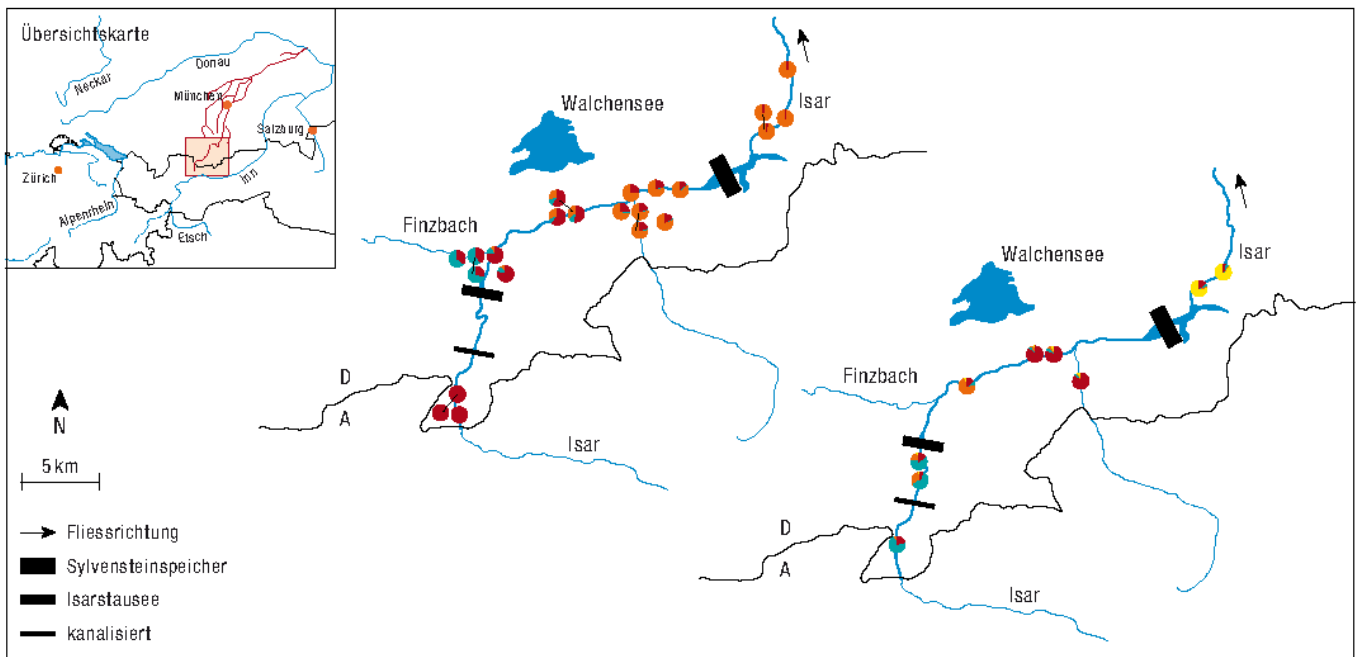 Übersichtskarte
Neckar
Donau
München
Salzburg
Zürich
Inn
Alpenrhein
Etsch
Walchensee
Isar
Finzbach
D
A
Isar
Walchensee
Isar
Finzbach
D
A
Isar
N
5 km
Fliessrichtung
Sylvensteinspeicher
Isarstausee
kanalisiert